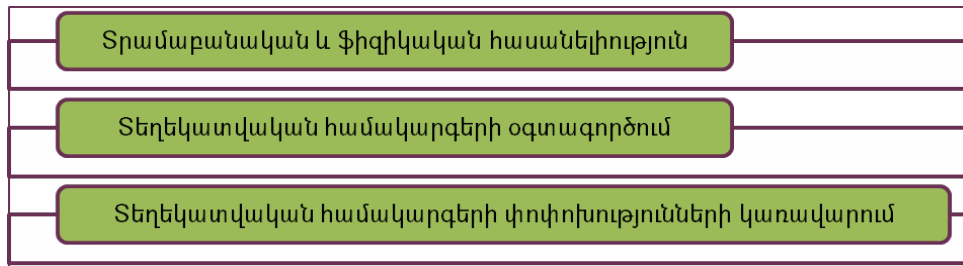 Տրամաբանական և ֆիզիկական հասանելիություն
Տեղեկատվական համակարգերի օգտագործում
Տեղեկատվական համակարգերի փոփոխությունների կառավարում